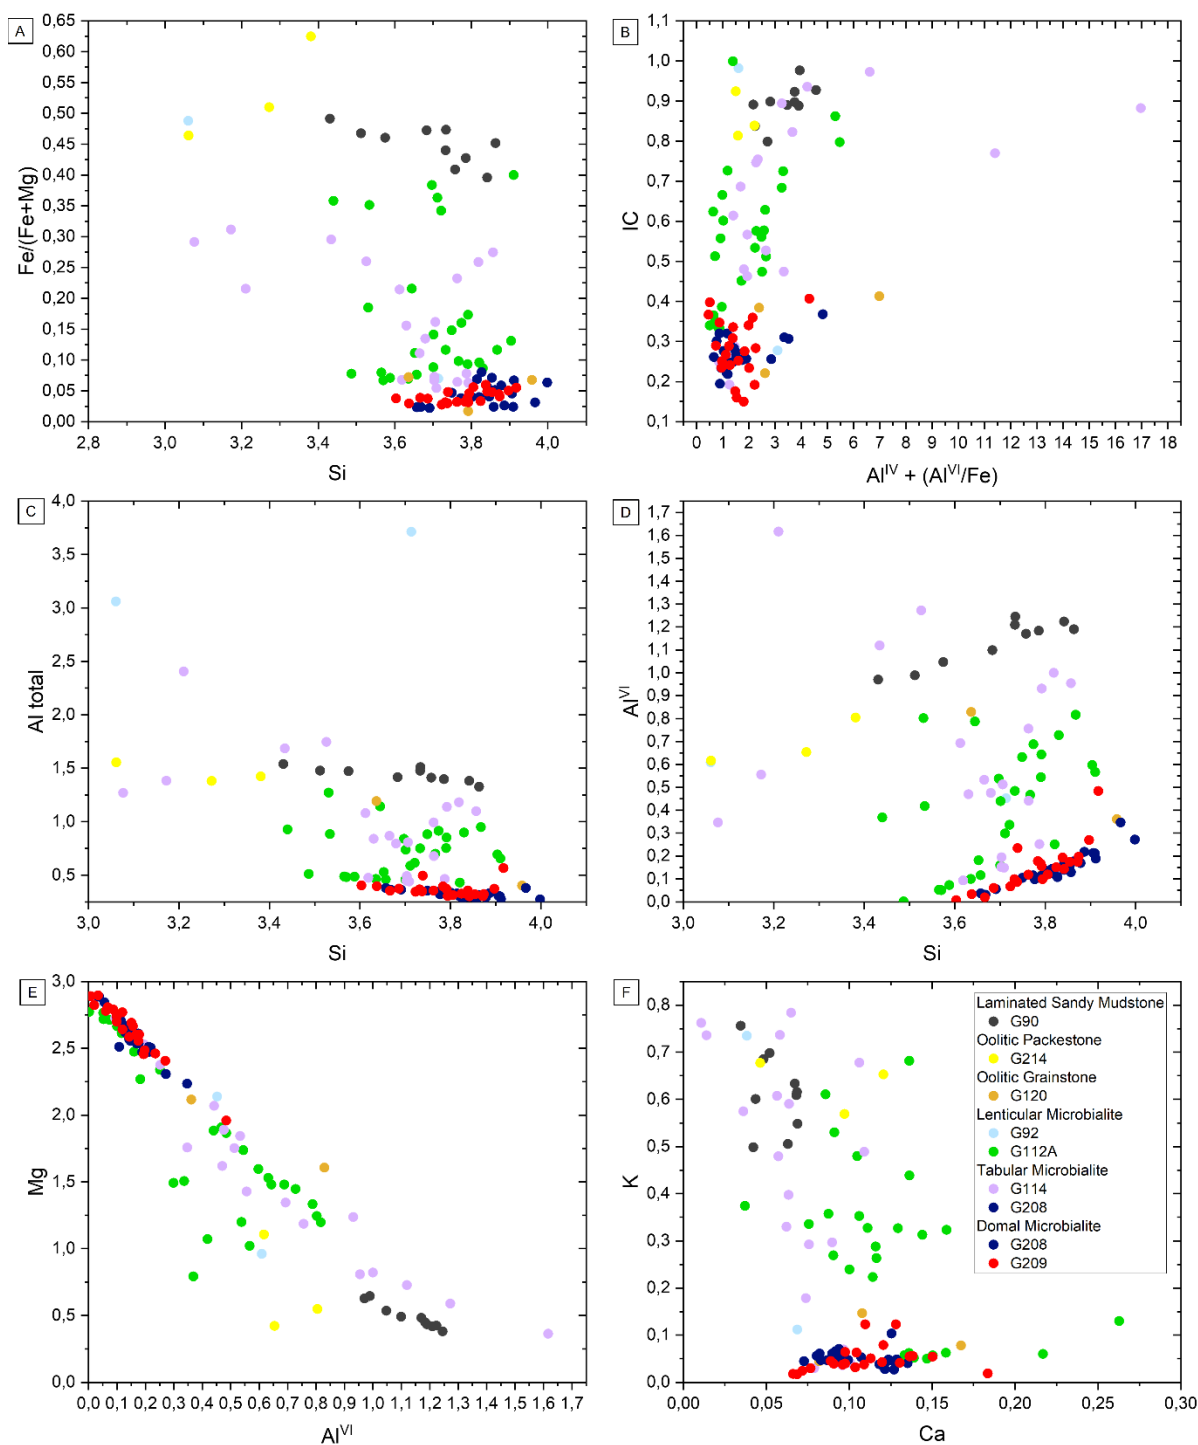 A
0,65
0,60
0,55
0,50
0,45
0,40
0,35
0,30
0,25
0,20
0,15
0,10
0,05
0,00
Fe/(Fe+Mg)
2,8 3,0 3,2 3,4 3,6 3,8 4,0
Si
B
1,1
1,0
0,9
0,8
0,7
0,6
0,5
0,4
0,3
0,2
0,1
IC
0 1 2 3 4 5 6 7 8 9 10 11 12 13 14 15 16 17 18
Al^IV + (Al^VI/Fe)
C
4,0
3,5
3,0
2,5
2,0
1,5
1,0
0,5
Al total
3,0 3,2 3,4 3,6 3,8 4,0
Si
D
1,7
1,6
1,5
1,4
1,3
1,2
1,1
1,0
0,9
0,8
0,7
0,6
0,5
0,4
0,3
0,2
0,1
0,0
Al^VI
3,0 3,2 3,4 3,6 3,8 4,0
Si
E
3,0
2,5
2,0
1,5
1,0
0,5
0,0
Mg
0,0 0,1 0,2 0,3 0,4 0,5 0,6 0,7 0,8 0,9 1,0 1,1 1,2 1,3 1,4 1,5 1,6 1,7
Al^VI
F
0,8
0,7
0,6
0,5
0,4
0,3
0,2
0,1
0,0
K
0,00 0,05 0,10 0,15 0,20 0,25 0,30
Ca
Laminated Sandy Mudstone
G90
Oolitic Packestone
G214
Oolitic Grainstone
G120
Lenticular Microbialite
G92
G112A
Tabular Microbialite
G114
G208
Domal Microbialite
G208
G209